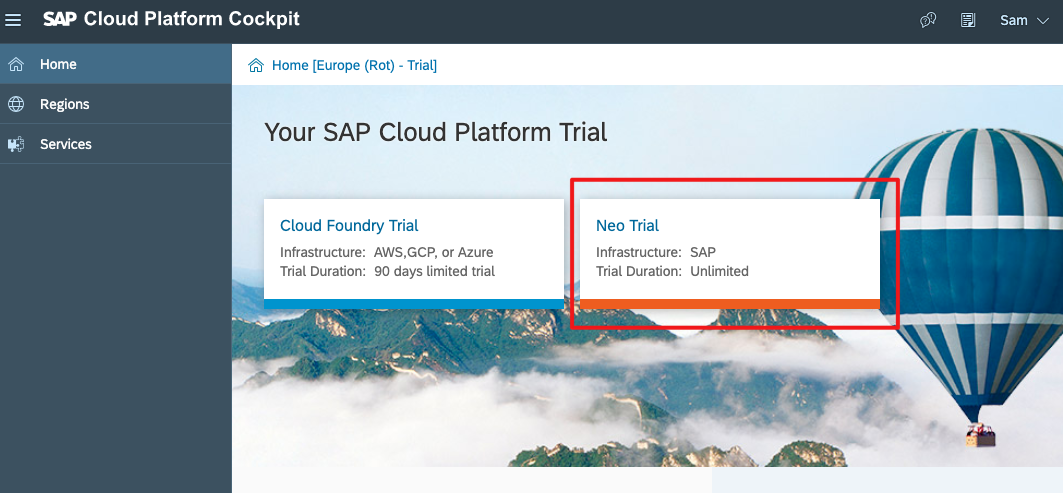 SAP Cloud Platform Cockpit
Sam
Home
Regions
Services
Home [Europe (Rot) - Trial]
Your SAP Cloud Platform Trial
Cloud Foundry Trial
Infrastructure: AWS,GCP, or Azure
Trial Duration: 90 days limited trial
Neo Trial
Infrastructure: SAP
Trial Duration: Unlimited